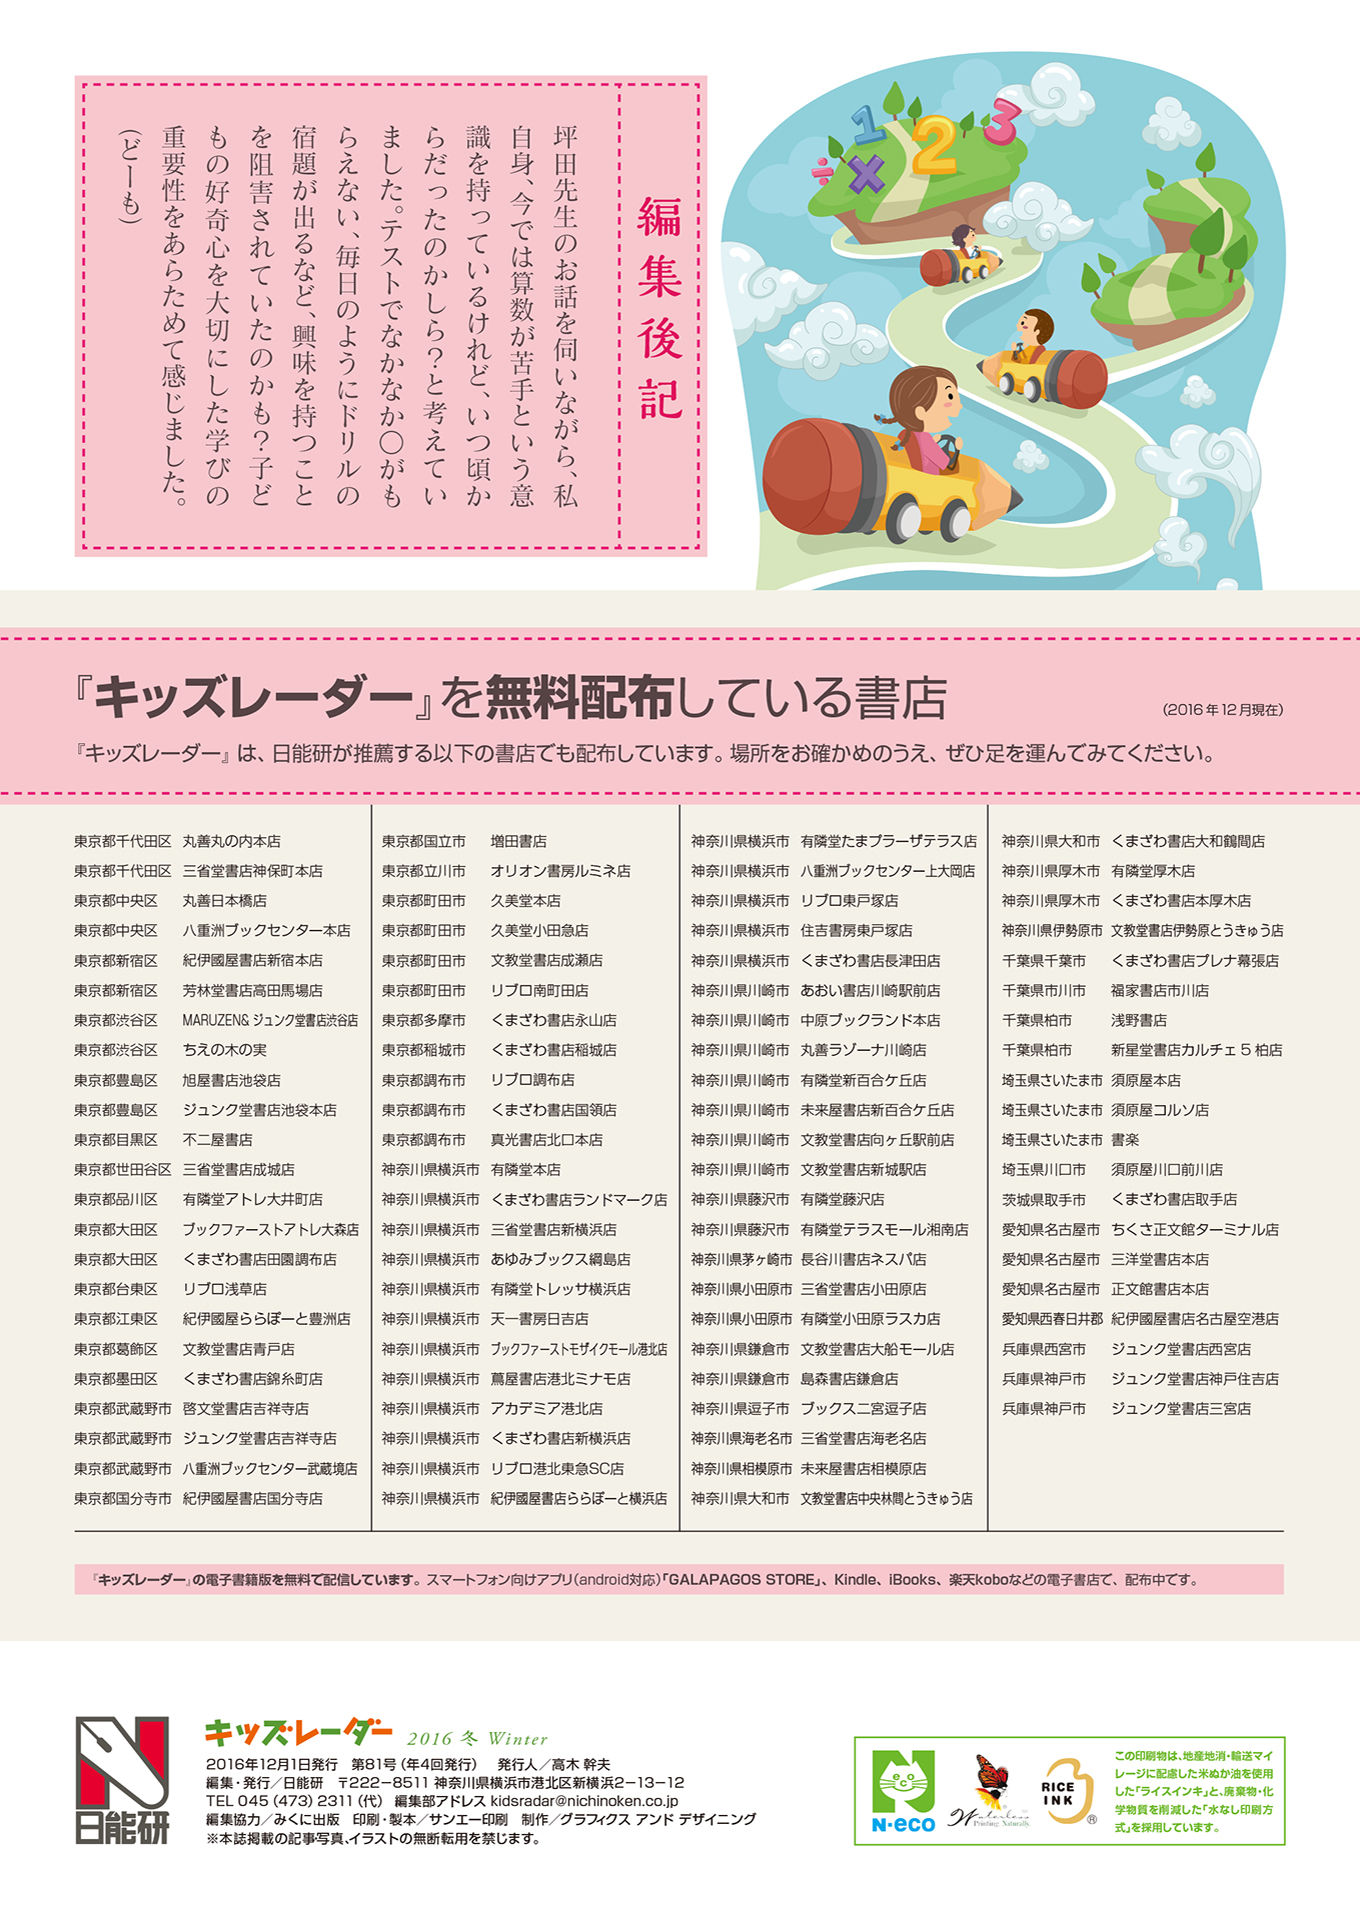 編集後記
坪田先生のお話を伺いながら、私
自身、今では算数が苦手という意
識を持っているけれど、いつ頃か
らだったのかしら？と考えてい
ました。テストでなかなか〇がも
らえない、毎日のようにドリルの
宿題が出るなど、興味を持つこと
を阻害されていたのかも？子ど
もの好奇心を大切にした学びの
重要性をあらためて感じました。
（どーも）
1 2 3
÷ ×
『キッズレーダー』を無料配布している書店
（2016年12月現在）
『キッズレーダー』は、日能研が推薦する以下の書店でも配布しています。場所をお確かめのうえ、ぜひ足を運んでみてください。
東京都千代田区 丸善丸の内本店
東京都千代田区 三省堂書店神保町本店
東京都中央区 丸善日本橋店
東京都中央区 八重洲ブックセンター本店
東京都新宿区 紀伊國屋書店新宿本店
東京都新宿区 芳林堂書店高田馬場店
東京都渋谷区 MARUZEN& ジュンク堂書店渋谷店
東京都渋谷区 ちえの木の実
東京都豊島区 旭屋書店池袋店
東京都豊島区 ジュンク堂書店池袋本店
東京都目黒区 不二屋書店
東京都世田谷区 三省堂書店成城店
東京都品川区 有隣堂アトレ大井町店
東京都大田区 ブックファーストアトレ大森店
東京都大田区 くまざわ書店田園調布店
東京都台東区 リブロ浅草店
東京都江東区 紀伊國屋ららぽーと豊洲店
東京都葛飾区 文教堂書店青戸店
東京都墨田区 くまざわ書店錦糸町店
東京都武蔵野市 啓文堂書店吉祥寺店
東京都武蔵野市 ジュンク堂書店吉祥寺店
東京都武蔵野市 八重洲ブックセンター武蔵境店
東京都国分寺市 紀伊國屋書店国分寺店
東京都国立市 増田書店
東京都立川市 オリオン書房ルミネ店
東京都町田市 久美堂本店
東京都町田市 久美堂小田急店
東京都町田市 文教堂書店成瀬店
東京都町田市 リブロ南町田店
東京都多摩市 くまざわ書店永山店
東京都稲城市 くまざわ書店稲城店
東京都調布市 リブロ調布店
東京都調布市 くまざわ書店国領店
東京都調布市 真光書店北口本店
神奈川県横浜市 有隣堂本店
神奈川県横浜市 くまざわ書店ランドマーク店
神奈川県横浜市 三省堂書店新横浜店
神奈川県横浜市 あゆみブックス綱島店
神奈川県横浜市 有隣堂トレッサ横浜店
神奈川県横浜市 天一書房日吉店
神奈川県横浜市 ブックファーストモザイクモール港北店
神奈川県横浜市 蔦屋書店港北ミナモ店
神奈川県横浜市 アカデミア港北店
神奈川県横浜市 くまざわ書店新横浜店
神奈川県横浜市 リブロ港北東急SC店
神奈川県横浜市 紀伊國屋書店ららぽーと横浜店
神奈川県横浜市 有隣堂たまプラーザテラス店
神奈川県横浜市 八重洲ブックセンター上大岡店
神奈川県横浜市 リブロ東戸塚店
神奈川県横浜市 住吉書房東戸塚店
神奈川県横浜市 くまざわ書店長津田店
神奈川県川崎市 あおい書店川崎駅前店
神奈川県川崎市 中原ブックランド本店
神奈川県川崎市 丸善ラゾーナ川崎店
神奈川県川崎市 有隣堂新百合ケ丘店
神奈川県川崎市 未来屋書店新百合ケ丘店
神奈川県川崎市 文教堂書店向ヶ丘駅前店
神奈川県川崎市 文教堂書店新城駅店
神奈川県藤沢市 有隣堂藤沢店
神奈川県藤沢市 有隣堂テラスモール湘南店
神奈川県茅ヶ崎市 長谷川書店ネスパ店
神奈川県小田原市 三省堂書店小田原店
神奈川県小田原市 有隣堂小田原ラスカ店
神奈川県鎌倉市 文教堂書店大船モール店
神奈川県鎌倉市 島森書店鎌倉店
神奈川県逗子市 ブックス二宮逗子店
神奈川県海老名市 三省堂書店海老名店
神奈川県相模原市 未来屋書店相模原店
神奈川県大和市 文教堂書店中央林間とうきゅう店
神奈川県大和市 くまざわ書店大和鶴間店
神奈川県厚木市 有隣堂厚木店
神奈川県厚木市 くまざわ書店本厚木店
神奈川県伊勢原市 文教堂書店伊勢原とうきゅう店
千葉県千葉市 くまざわ書店プレナ幕張店
千葉県市川市 福家書店市川店
千葉県柏市 浅野書店
千葉県柏市 新星堂書店カルチェ5柏店
埼玉県さいたま市 須原屋本店
埼玉県さいたま市 須原屋コルソ店
埼玉県さいたま市 書楽
埼玉県川口市 須原屋川口前川店
茨城県取手市 くまざわ書店取手店
愛知県名古屋市 ちくさ正文館ターミナル店
愛知県名古屋市 三洋堂書店本店
愛知県名古屋市 正文館書店本店
愛知県西春日井郡 紀伊國屋書店名古屋空港店
兵庫県西宮市 ジュンク堂書店西宮店
兵庫県神戸市 ジュンク堂書店神戸住吉店
兵庫県神戸市 ジュンク堂書店三宮店
『キッズレーダー』の電子書籍版を無料で配信しています。スマートフォン向けアプリ（android対応）「GALAPAGOS STORE」、Kindle、iBooks、楽天koboなどの電子書店で、配布中です。
日能研
キッズレーダー 2016 冬 Winter
2016年12月1日発行 第81号（年4回発行） 発行人／高木 幹夫
編集・発行／日能研 〒222−8511 神奈川県横浜市港北区新横浜2−13−12
TEL 045（473）2311（代） 編集部アドレス kidsradar@nichinoken.co.jp
編集協力／みくに出版 印刷・製本／サンエー印刷 制作／グラフィクス アンド デザイニング
※本誌掲載の記事写真、イラストの無断転用を禁じます。
N・eco
Waterless
Printing Naturally.
RICE
INK
®
この印刷物は、地産地消・輸送マイ
レージに配慮した米ぬか油を使用
した「ライスインキ」と、廃棄物・化
学物質を削減した「水なし印刷方
式」を採用しています。